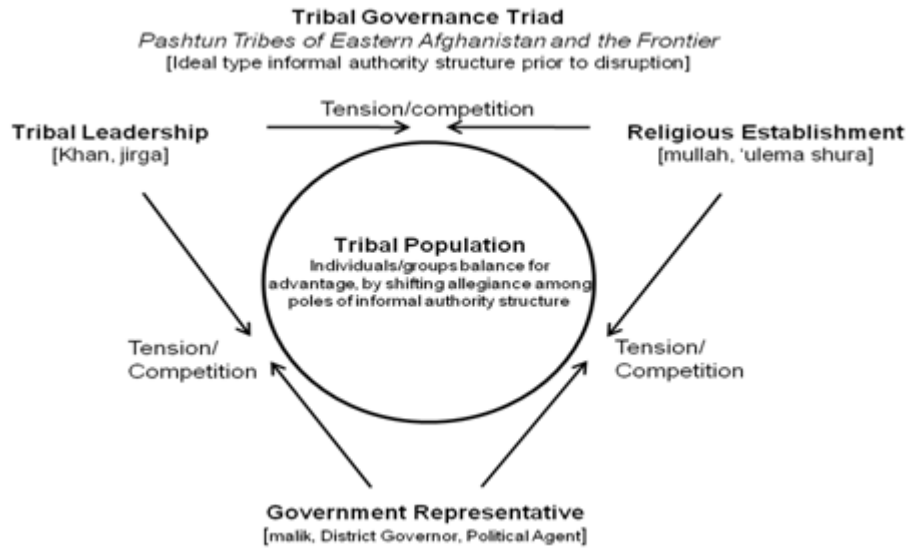 Tribal Governance Triad
Pashtun Tribes of Eastern Afghanistan and the Frontier
[Ideal type informal authority structure prior to disruption]
Tension/competition
Tribal Leadership
[Khan, jirga]
Religious Establishment
[mullah, ‘ulema shura]
Tribal Population
Individuals/groups balance for
advantage, by shifting allegiance among
poles of informal authority structure
Tension/
Competition
Tension/
Competition
Government Representative
[malik, District Governor, Political Agent]